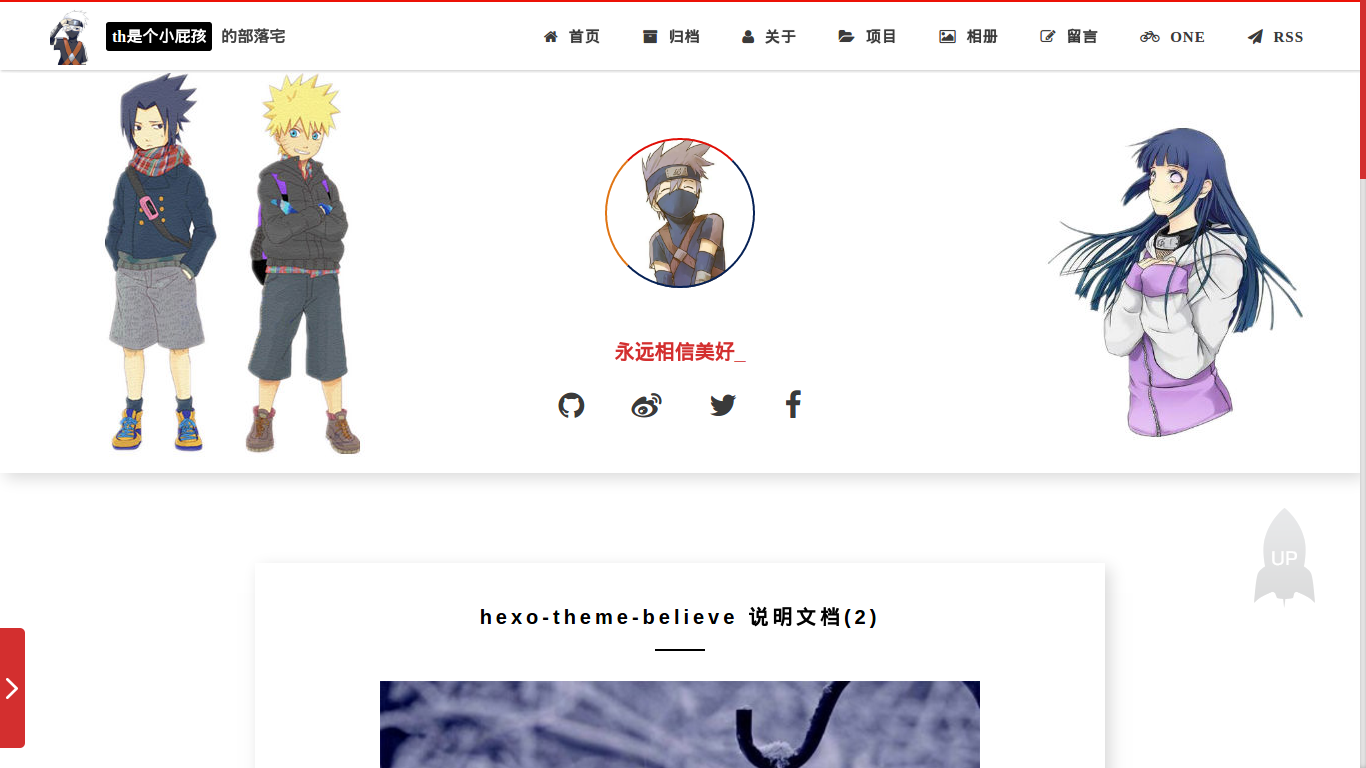 th是个小屁孩 的部落宅
首页 归档 关于 项目 相册 留言 ONE RSS
永远相信美好_
UP
hexo-theme-believe 说明文档(2)